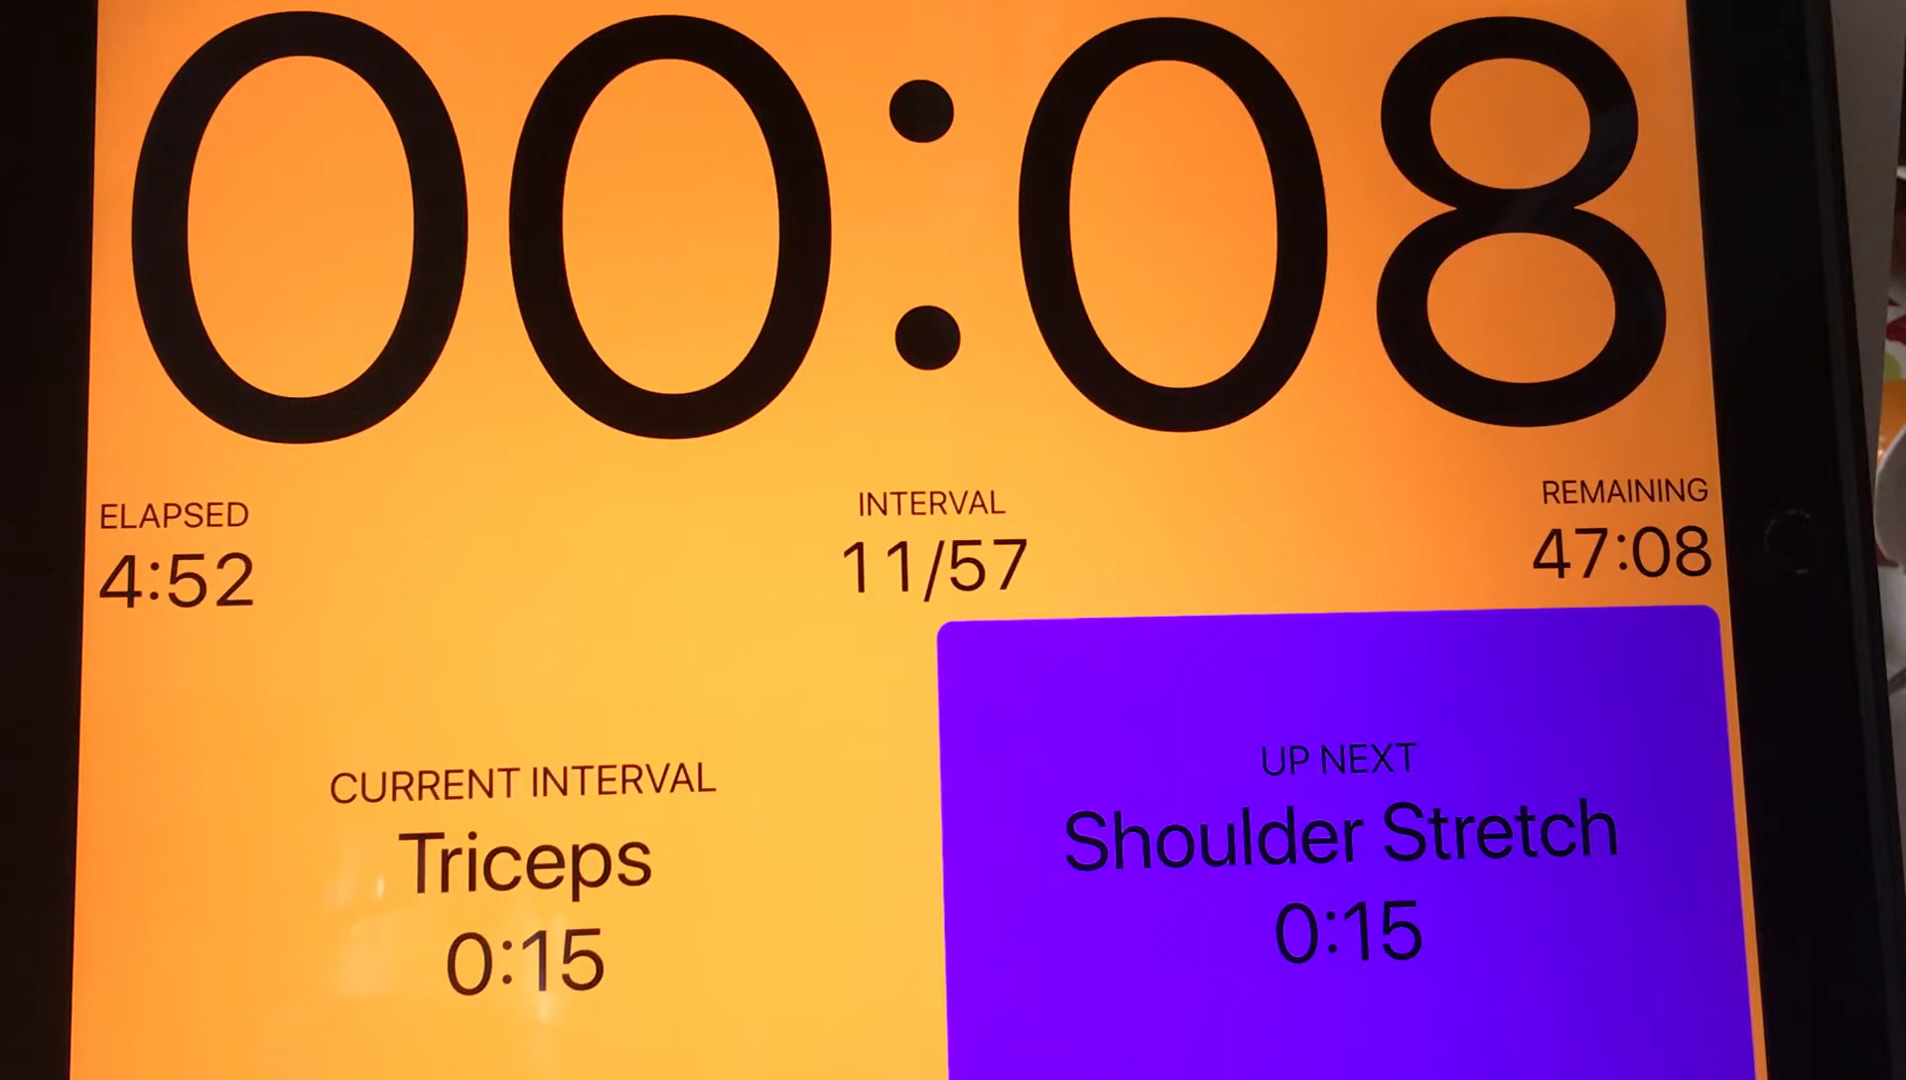 00:08
ELAPSED
4:52
INTERVAL
11/57
REMAINING
47:08
CURRENT INTERVAL
Triceps
0:15
UP NEXT
Shoulder Stretch
0:15